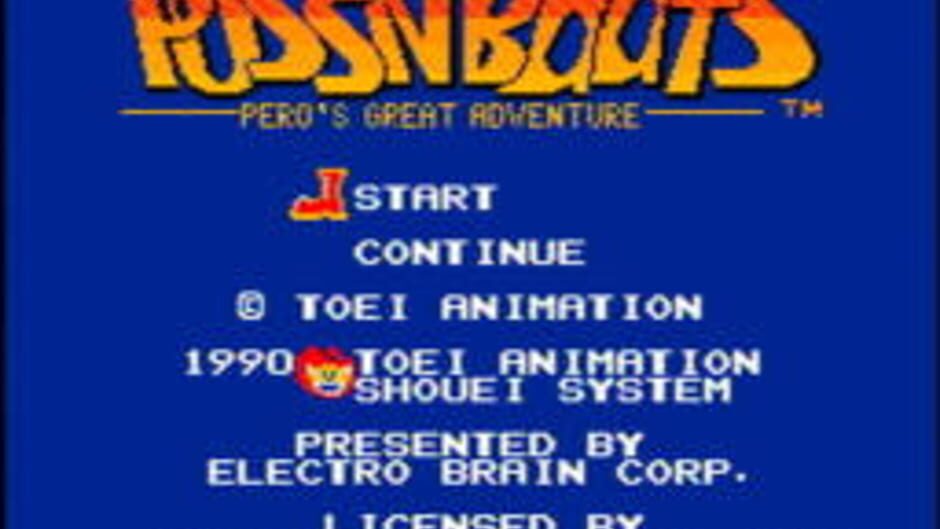 PUSS N BOOTS
PERO'S GREAT ADVENTURE TM
START
CONTINUE
© TOEI ANIMATION
1990 TOEI ANIMATION
SHOUEI SYSTEM
PRESENTED BY
ELECTRO BRAIN CORP.
LICENSED BY